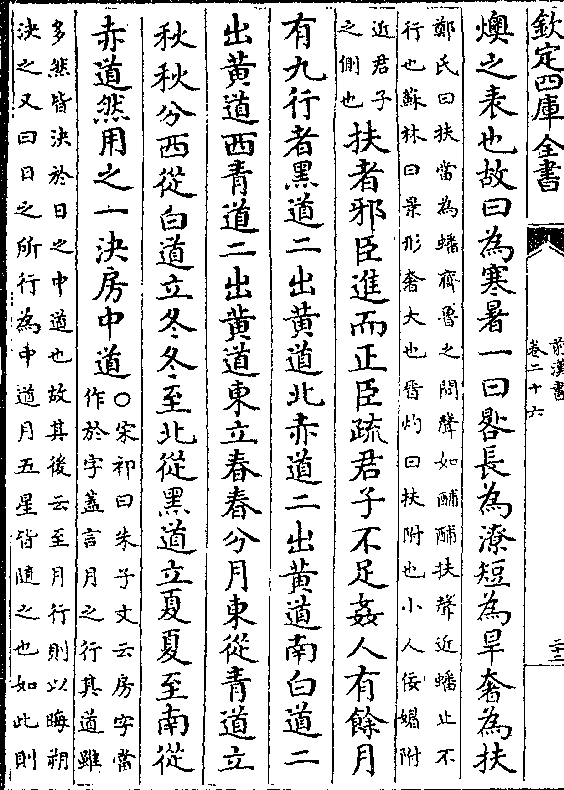 欽定四庫全書
前漢書
卷二十六
二十二
燠之表也故曰為寒暑一曰晷長為潦短為旱奢為扶
鄭氏曰扶當為蟠齊魯之間聲如酺酺扶聲近蟠止不
行也蘇林曰景形奢大也晉灼曰扶附也小人佞媚附
近君子
之側也
扶者邪臣進而正臣疏君子不足姦人有餘月
有九行者黑道二出黄道北赤道二出黄道南白道二
出黄道西青道二出黄道東立春春分月東從青道立
秋秋分西從白道立冬冬至北從黑道立夏夏至南從
赤道然用之一決房中道
○宋祁曰朱子文云房字當
作於字蓋言月之行其道雖
多然皆決於日之中道也故其後云至月行則以晦朔
決之又曰日之所行為中道月五星皆隨之也如此則